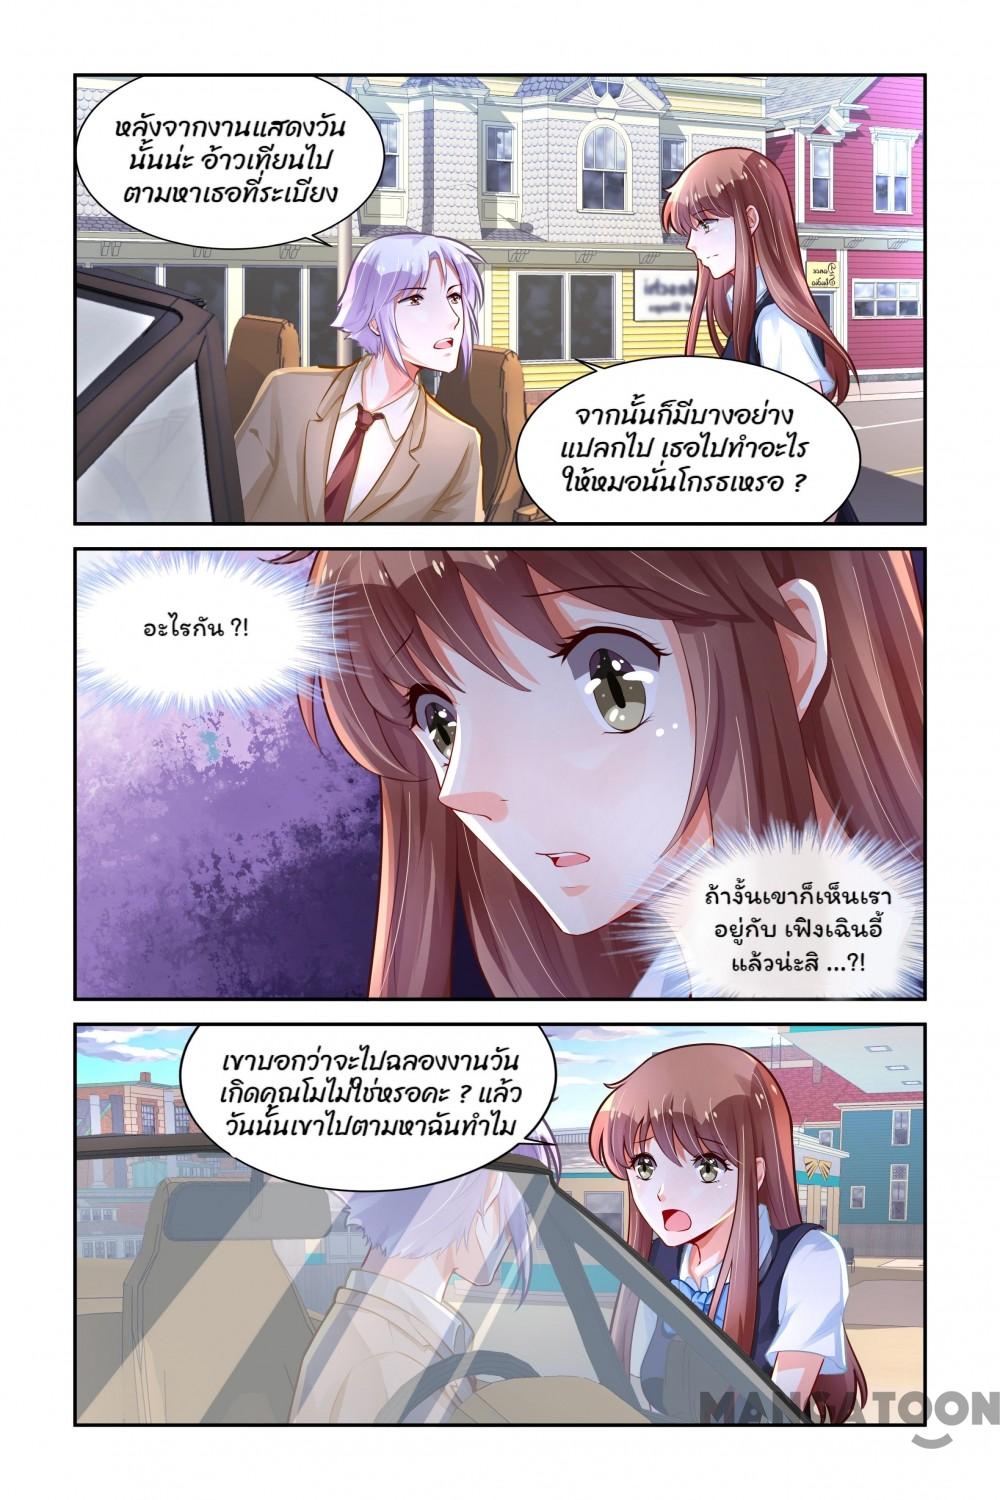 หลังจากงานแสดงวัน
นั้นน่ะ อ้าวเทียนไป
ตามหาเธอที่ระเบียง
จากนั้นก็มีบางอย่าง
แปลกไป เธอไปทำอะไร
ให้หมอนั่นโกรธเหรอ ?
อะไรกัน ?!
ถ้างั้นเขาก็เห็นเรา
อยู่กับ เฟิงเฉินอี้
แล้วน่ะสิ ...?!
เขาบอกว่าจะไปฉลองงานวัน
เกิดคุณโมไม่ใช่หรอคะ ? แล้ว
วันนั้นเขาไปตามหาฉันทำไม
MANGATOON